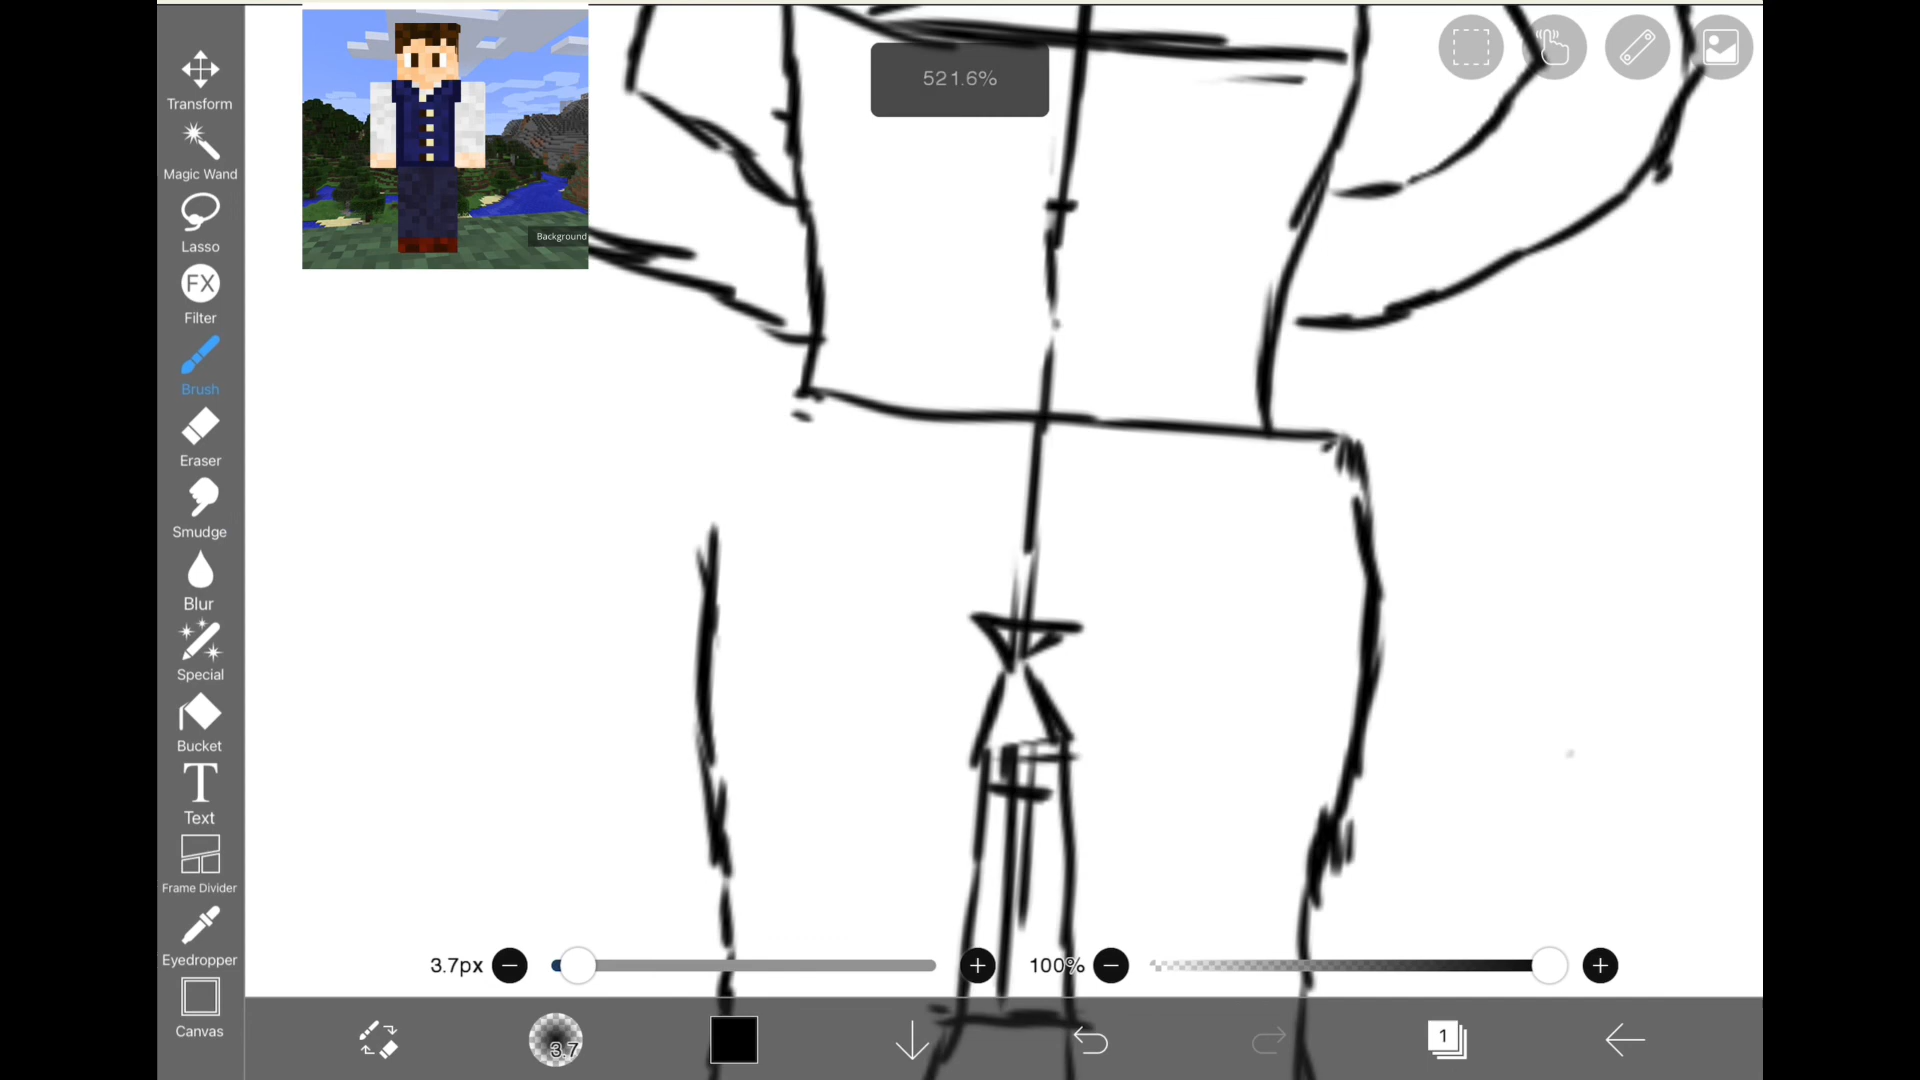 521.6%
Transform
Magic Wand
Lasso
FX
Filter
Brush
Eraser
Smudge
Blur
Special
Bucket
T
Text
Frame Divider
Eyedropper
Canvas
Background
3.7px
100%
3.7
1